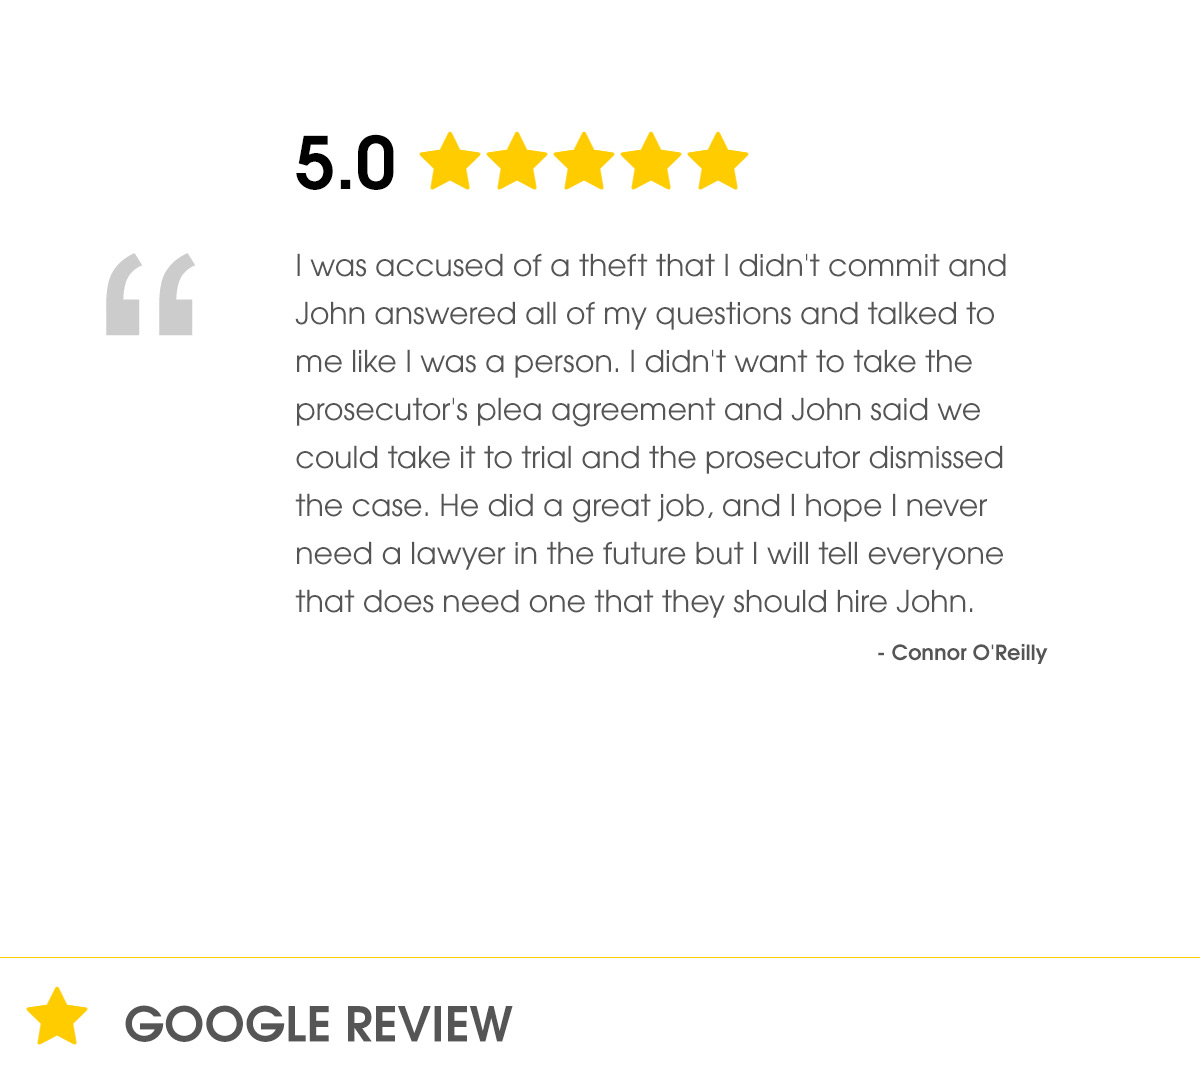 5.0
I was accused of a theft that I didn't commit and
John answered all of my questions and talked to
me like I was a person. I didn't want to take the
prosecutor's plea agreement and John said we
could take it to trial and the prosecutor dismissed
the case. He did a great job, and I hope I never
need a lawyer in the future but I will tell everyone
that does need one that they should hire John.
- Connor O'Reilly
GOOGLE REVIEW